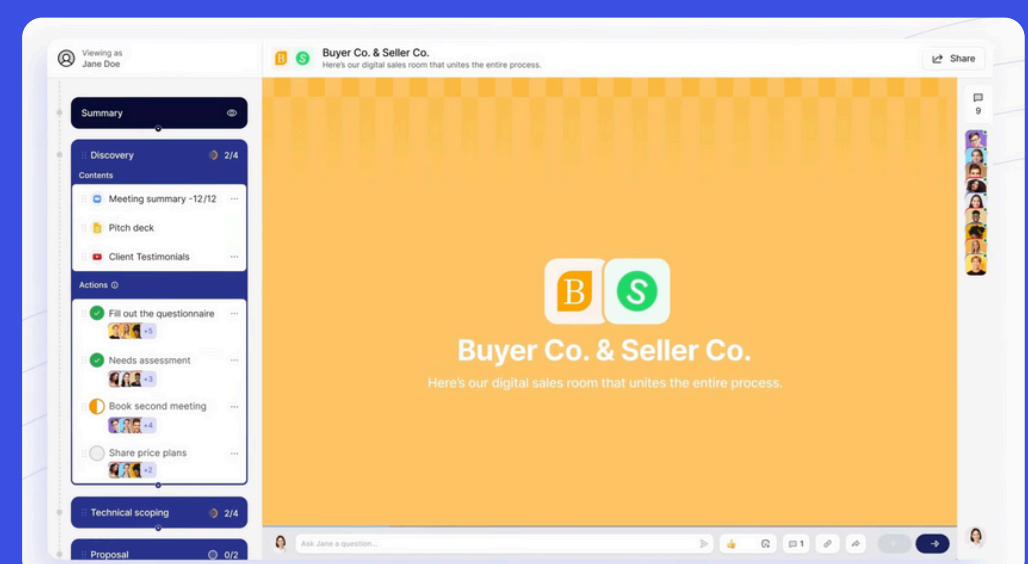 Viewing as
Jane Doe
Summary
Discovery 2/4
Contents
Meeting summary -12/12
Pitch deck
Client Testimonials
Actions
Fill out the questionnaire
+5
Needs assessment
+3
Book second meeting
+4
Share price plans
+2
Technical scoping 2/4
Proposal 0/2
B S
Buyer Co. & Seller Co.
Here's our digital sales room that unites the entire process.
Share
B S
Buyer Co. & Seller Co.
Here's our digital sales room that unites the entire process.
Ask Jane a question...
1
9